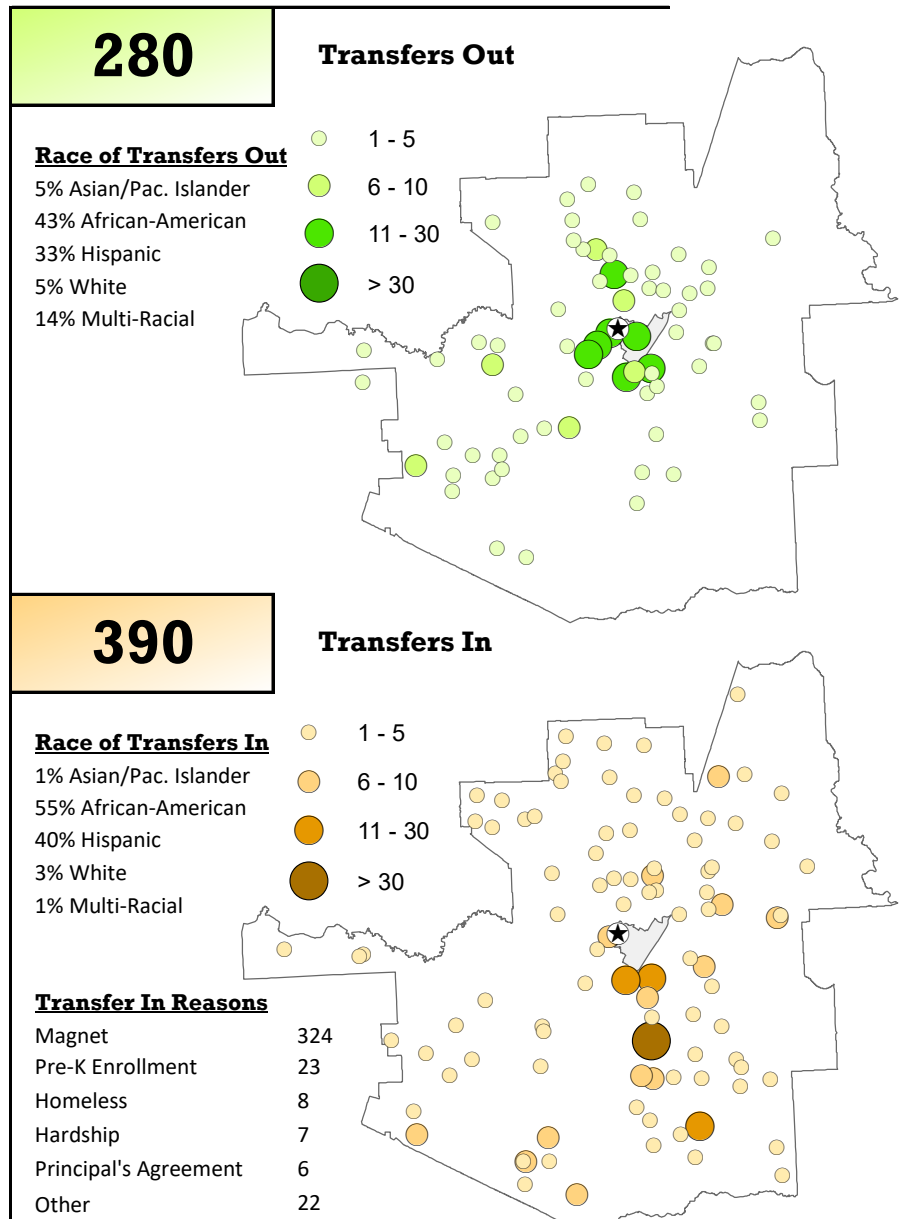 280
Transfers Out
Race of Transfers Out
5% Asian/Pac. Islander
43% African-American
33% Hispanic
5% White
14% Multi-Racial
1 - 5
6 - 10
11 - 30
> 30
390
Transfers In
Race of Transfers In
1% Asian/Pac. Islander
55% African-American
40% Hispanic
3% White
1% Multi-Racial
1 - 5
6 - 10
11 - 30
> 30
Transfer In Reasons
Magnet 324
Pre-K Enrollment 23
Homeless 8
Hardship 7
Principal's Agreement 6
Other 22